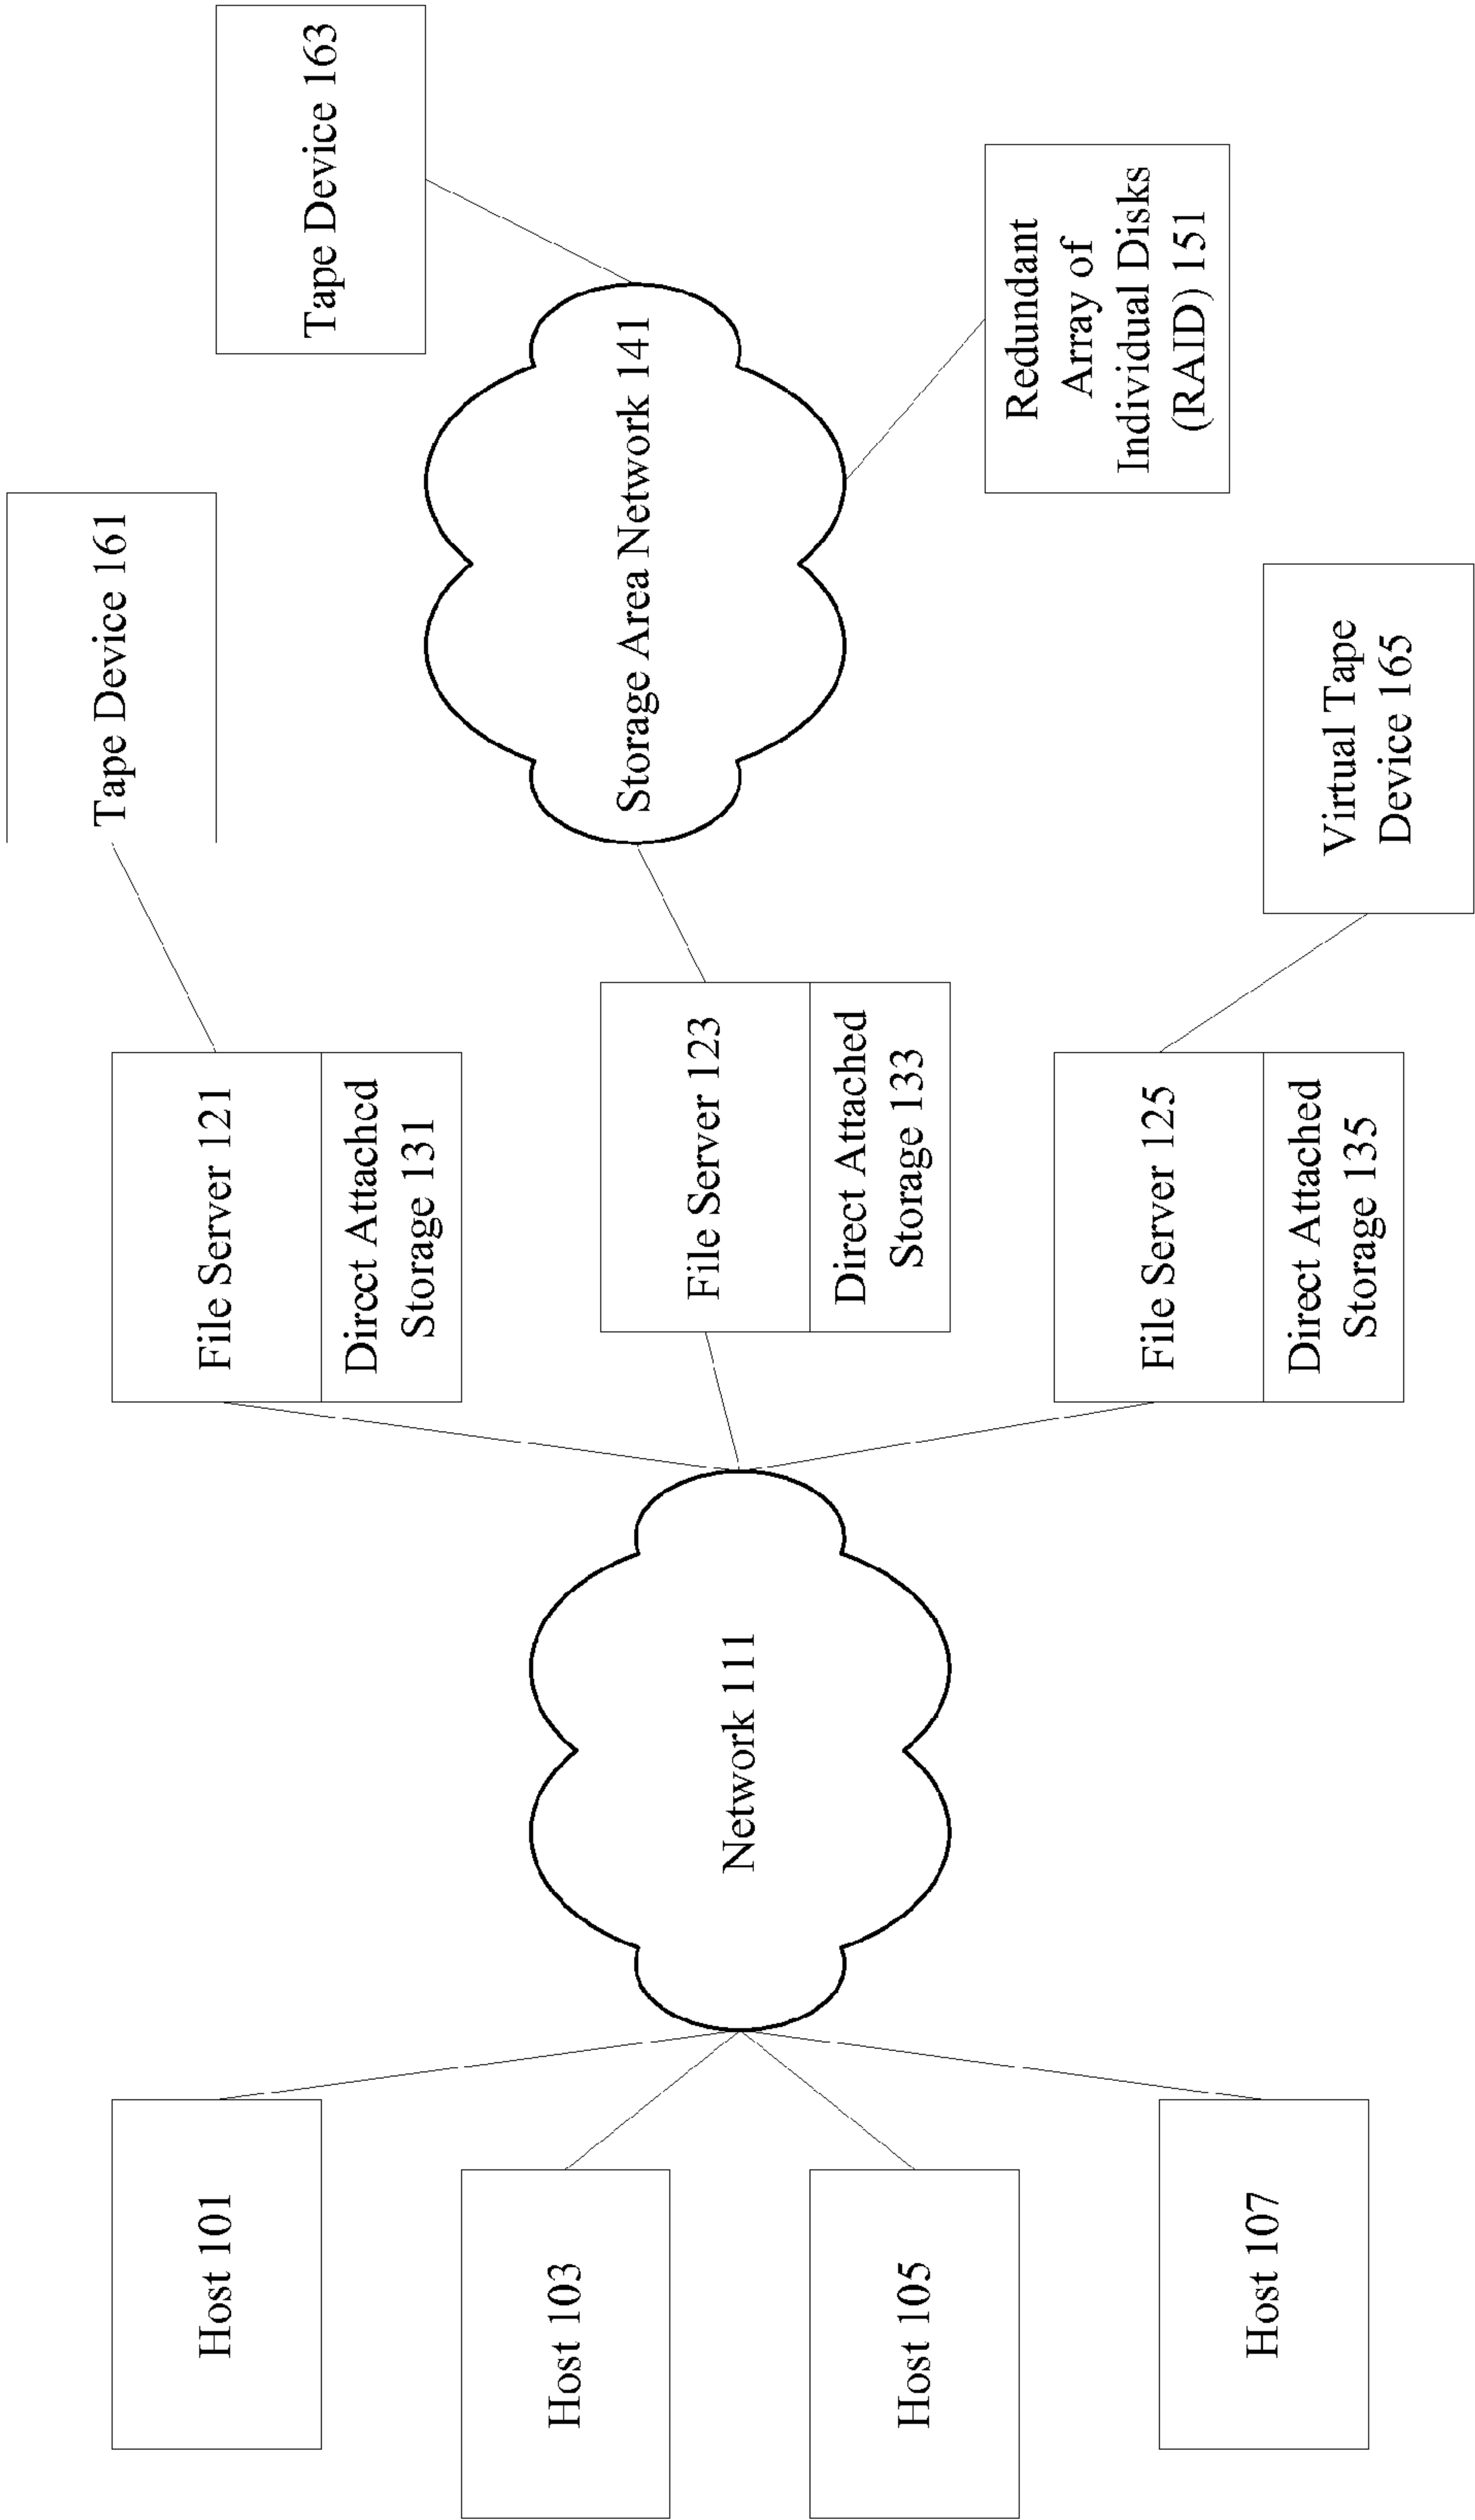 Host 101
Host 103
Host 105
Host 107
Network 111
File Server 121
Direct Attached
Storage 131
File Server 123
Direct Attached
Storage 133
File Server 125
Direct Attached
Storage 135
Tape Device 161
Storage Area Network 141
Virtual Tape
Device 165
Tape Device 163
Redundant
Array of
Individual Disks
(RAID) 151